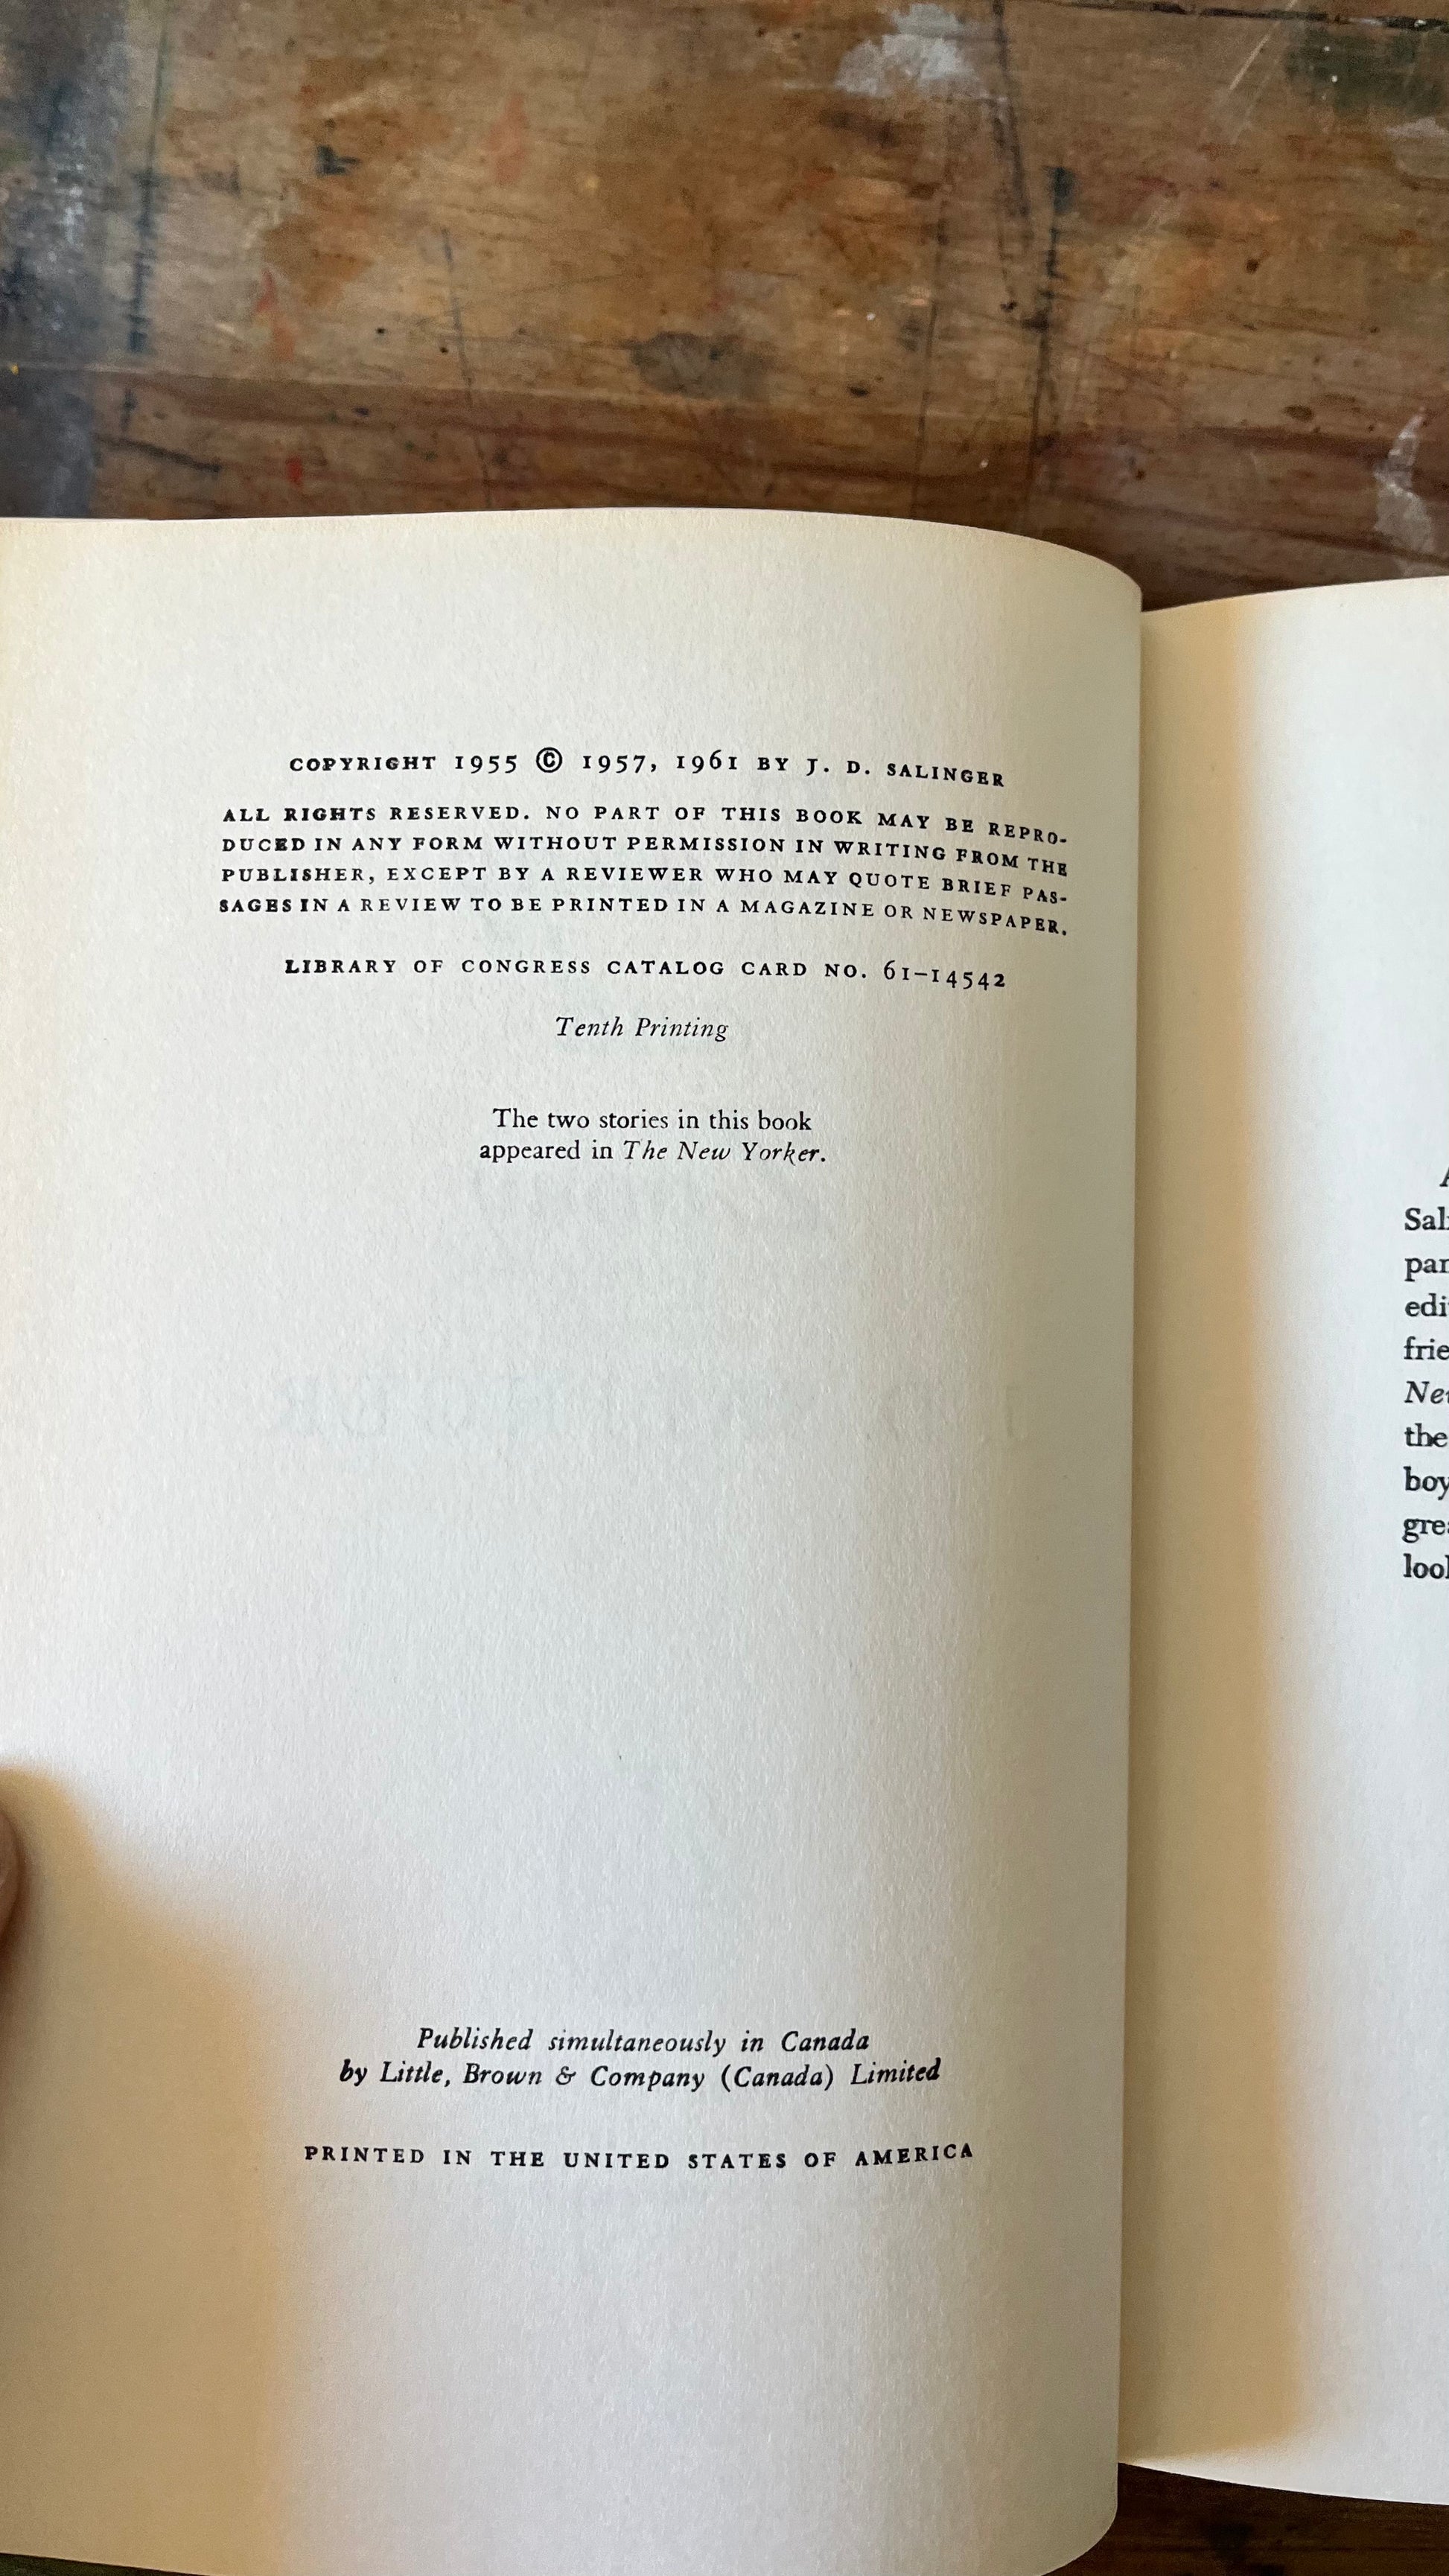 COPYRIGHT 1955 © 1957, 1961 BY J. D. SALINGER
ALL RIGHTS RESERVED. NO PART OF THIS BOOK MAY BE REPRO-
DUCED IN ANY FORM WITHOUT PERMISSION IN WRITING FROM THE
PUBLISHER, EXCEPT BY A REVIEWER WHO MAY QUOTE BRIEF PAS-
SAGES IN A REVIEW TO BE PRINTED IN A MAGAZINE OR NEWSPAPER.
LIBRARY OF CONGRESS CATALOG CARD NO. 61-14542
Tenth Printing
The two stories in this book
appeared in The New Yorker.
Published simultaneously in Canada
by Little, Brown & Company (Canada) Limited
PRINTED IN THE UNITED STATES OF AMERICA
the